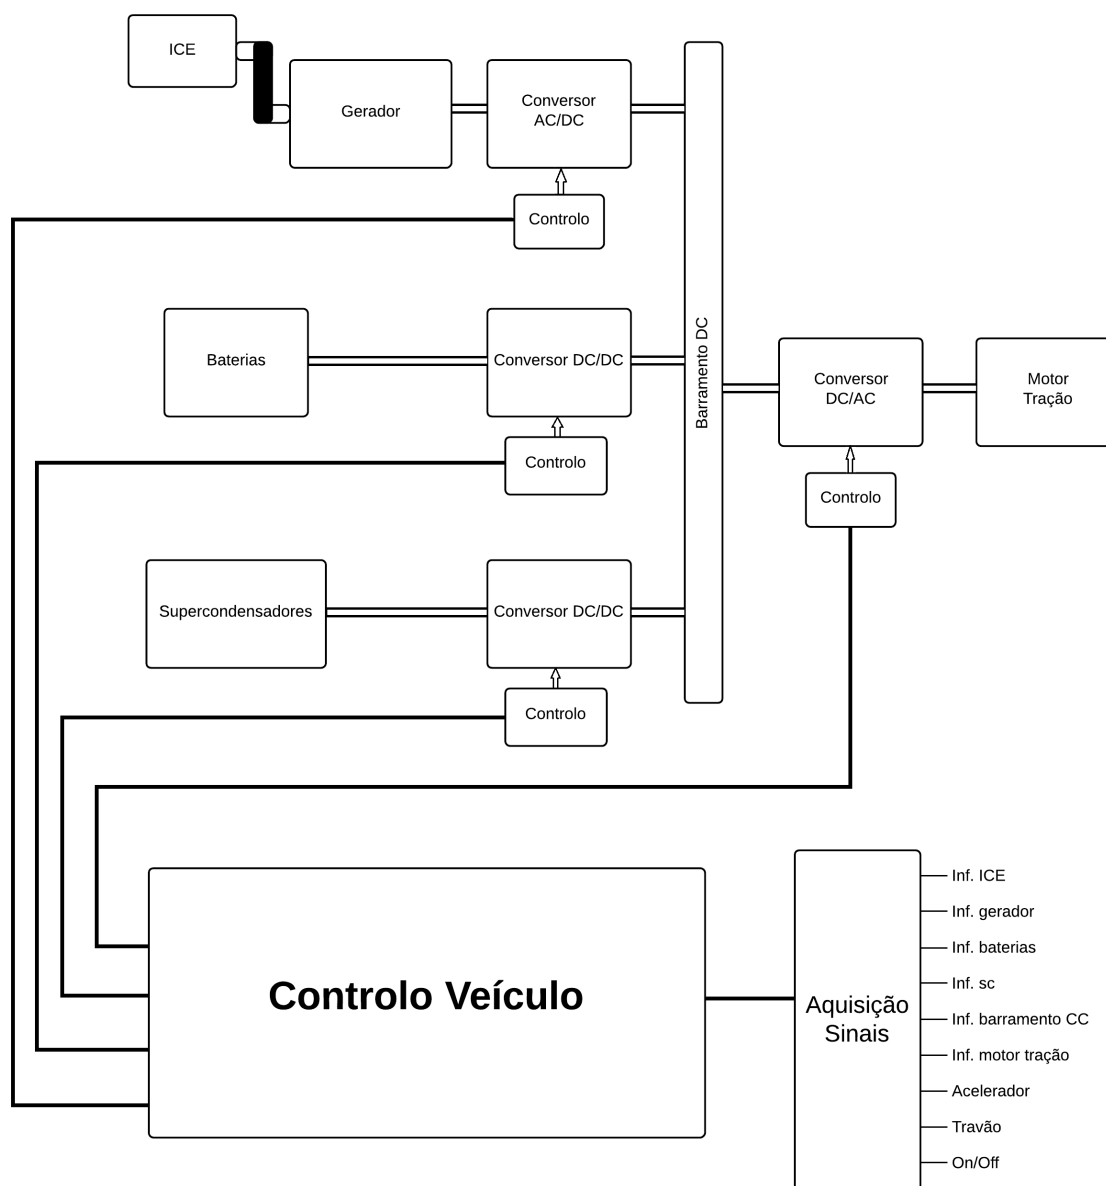 ICE
Gerador
Conversor
AC/DC
Controlo
Baterias
Conversor DC/DC
Controlo
Barramento DC
Conversor
DC/AC
Motor
Tração
Controlo
Supercondensadores
Conversor DC/DC
Controlo
Controlo Veículo
Aquisição
Sinais
Inf. ICE
Inf. gerador
Inf. baterias
Inf. sc
Inf. barramento CC
Inf. motor tração
Acelerador
Travão
On/Off